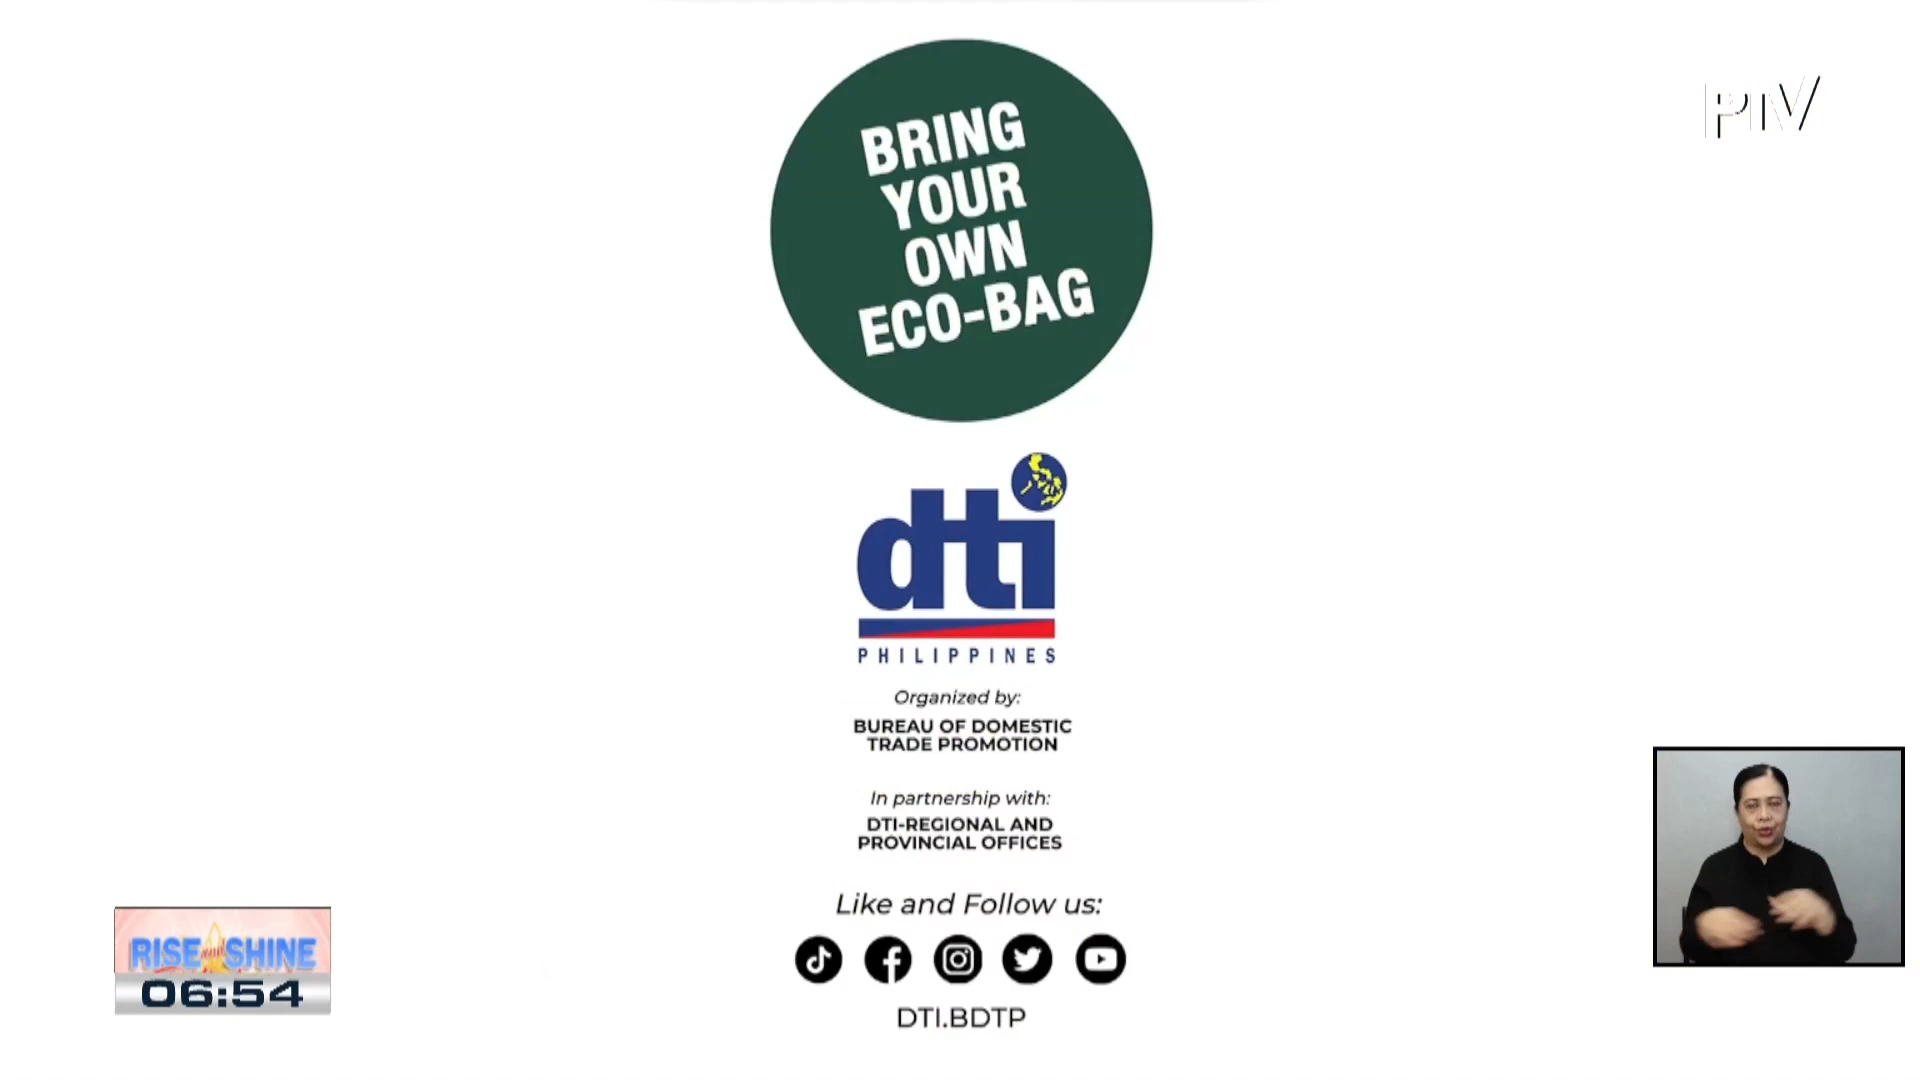 BRING
YOUR
OWN
ECO-BAG
PTV
dti
PHILIPPINES
Organized by:
BUREAU OF DOMESTIC
TRADE PROMOTION
In partnership with:
DTI-REGIONAL AND
PROVINCIAL OFFICES
Like and Follow us:
DTI.BDTP
RISE and SHINE
06:54